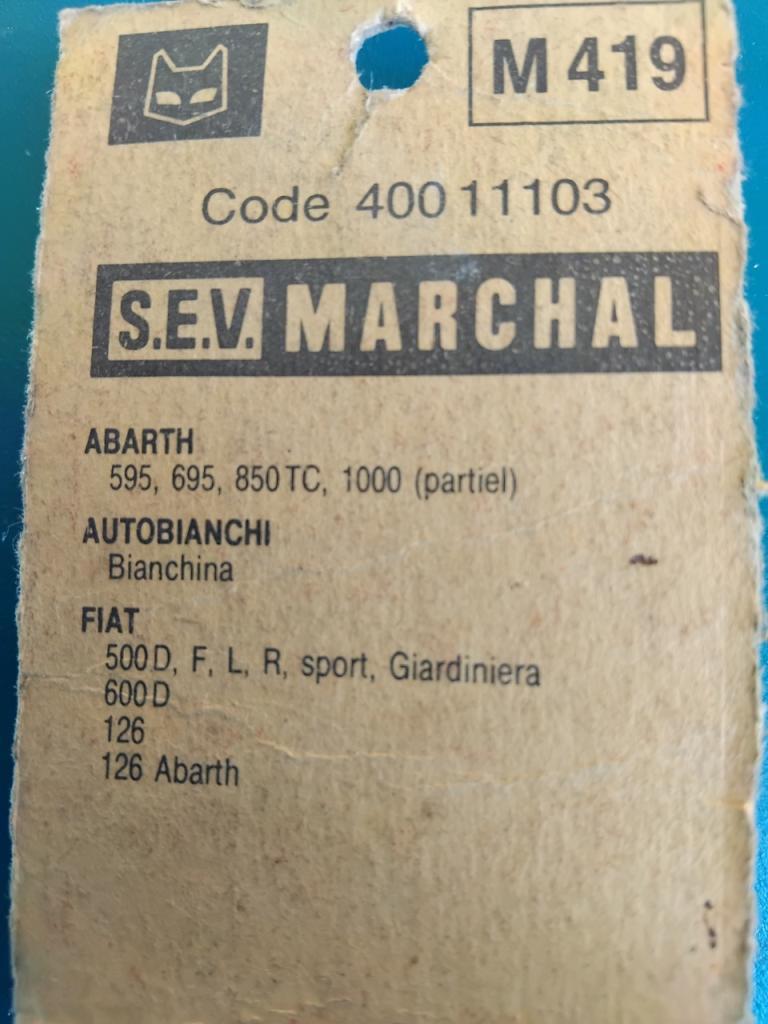 M 419
Code 400 11103
S.E.V. MARCHAL
ABARTH
595, 695, 850 TC, 1000 (partiel)
AUTOBIANCHI
Bianchina
FIAT
500 D, F, L, R, sport, Giardiniera
600 D
126
126 Abarth